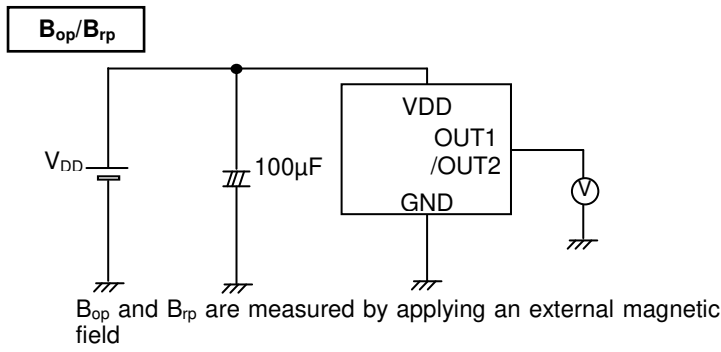 Bop/Brp
VDD
OUT1
/OUT2
GND
VDD
100µF
V
Bop and Brp are measured by applying an external magnetic
field